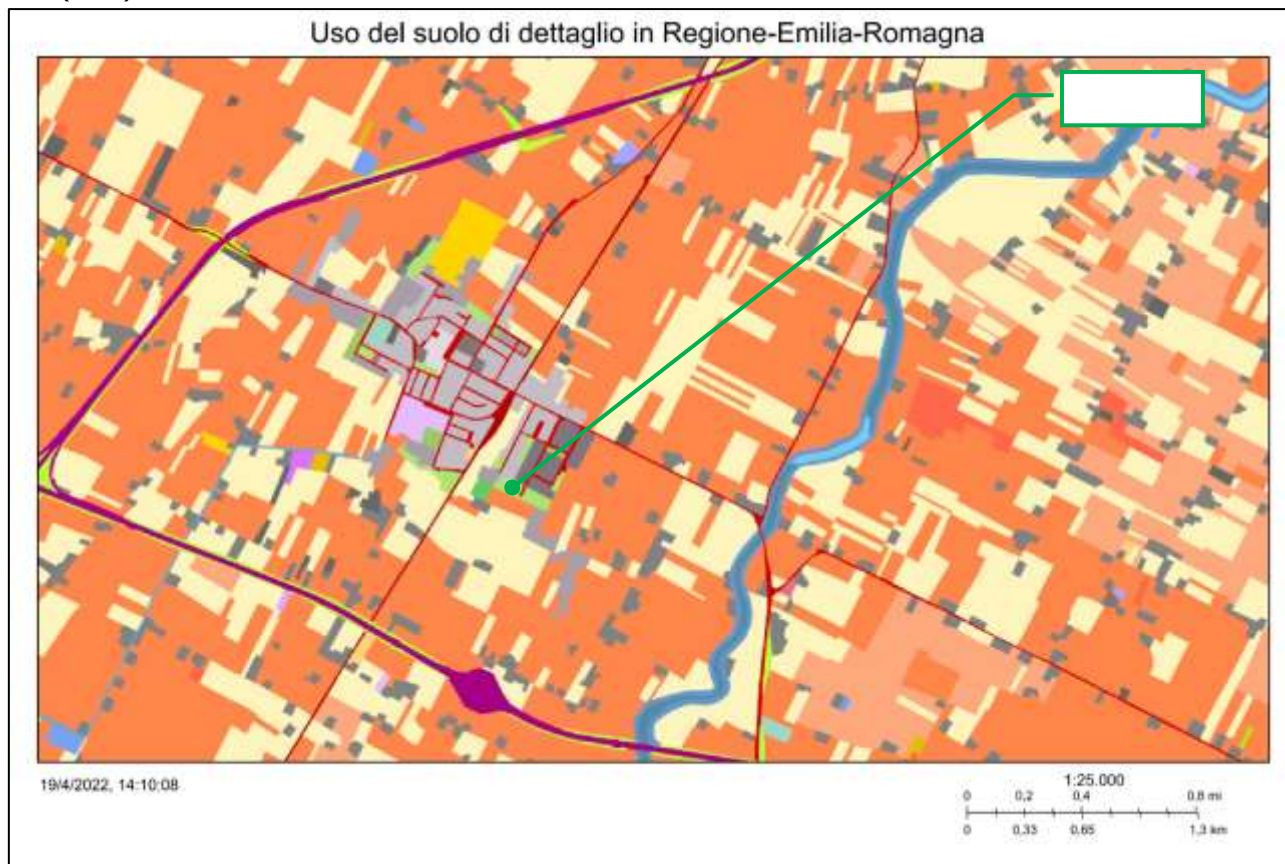 Uso del suolo di dettaglio in Regione-Emilia-Romagna
19/4/2022, 14:10:08
1:25.000
0 0,2 0,4 0,8 mi
0 0,33 0,65 1,3 km